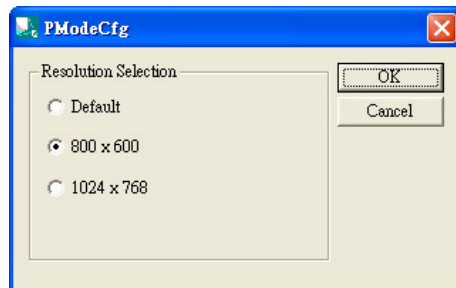 PModeCfg
Resolution Selection
Default
800 x 600
1024 x 768
OK
Cancel